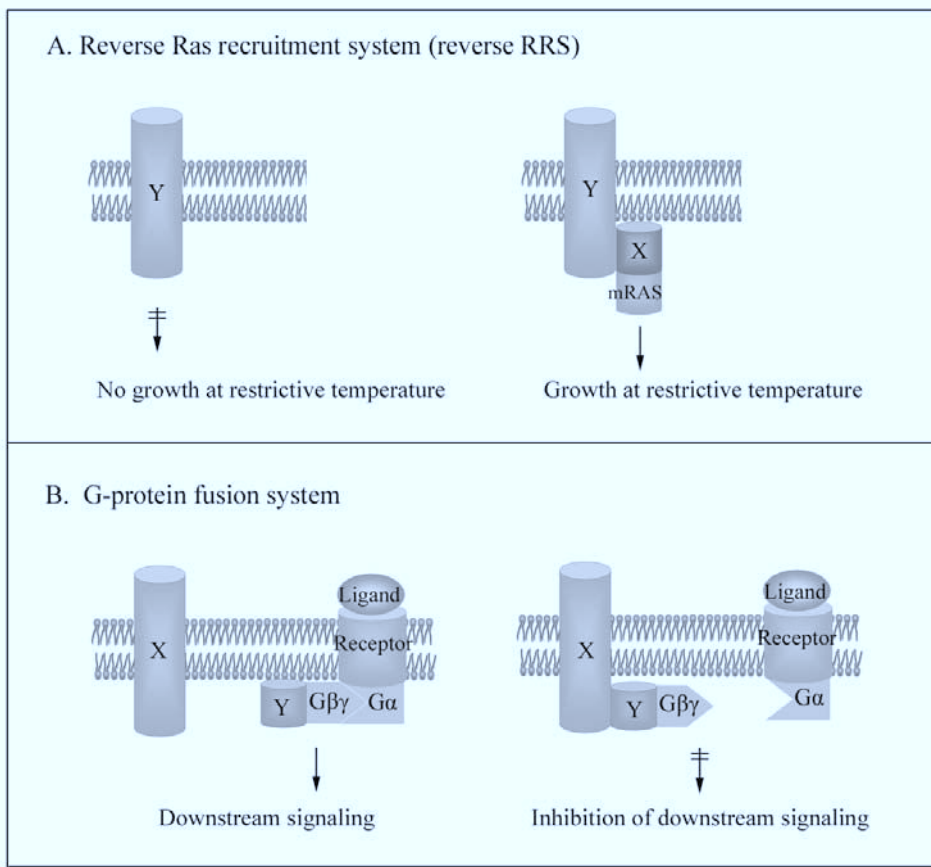 A. Reverse Ras recruitment system (reverse RRS)
Y
Y
X
mRAS
No growth at restrictive temperature
Growth at restrictive temperature
B. G-protein fusion system
Ligand
Ligand
X
Receptor
X
Receptor
Y
Gβγ
Gα
Y
Gβγ
Gα
Downstream signaling
Inhibition of downstream signaling